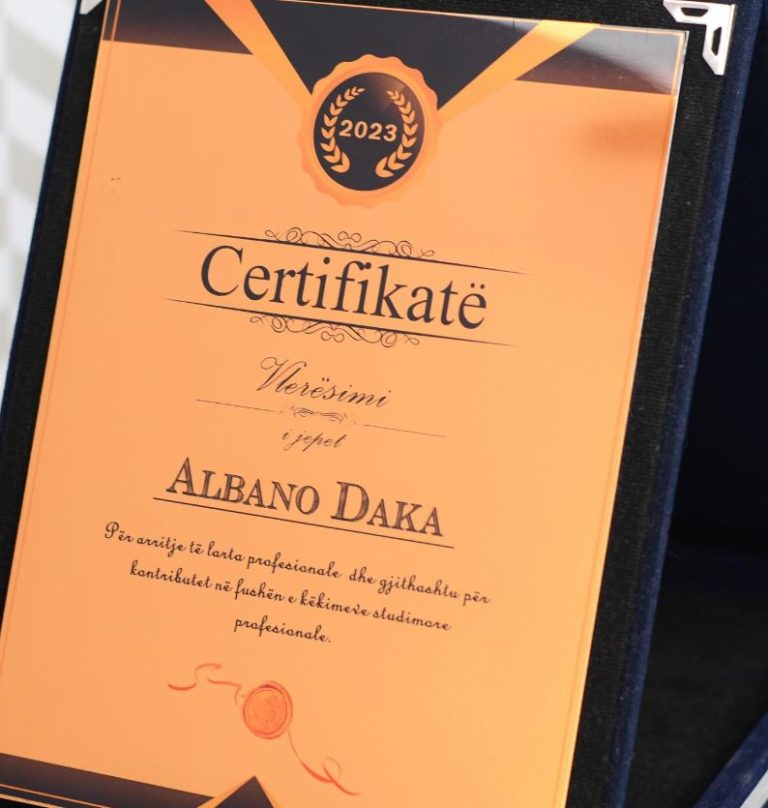 2023
Certifikatë
Vlerësimi
i jepet
ALBANO DAKA
Për arritje të larta profesionale dhe gjithashtu për
kontributet në fushën e këkimeve studimore
profesionale.